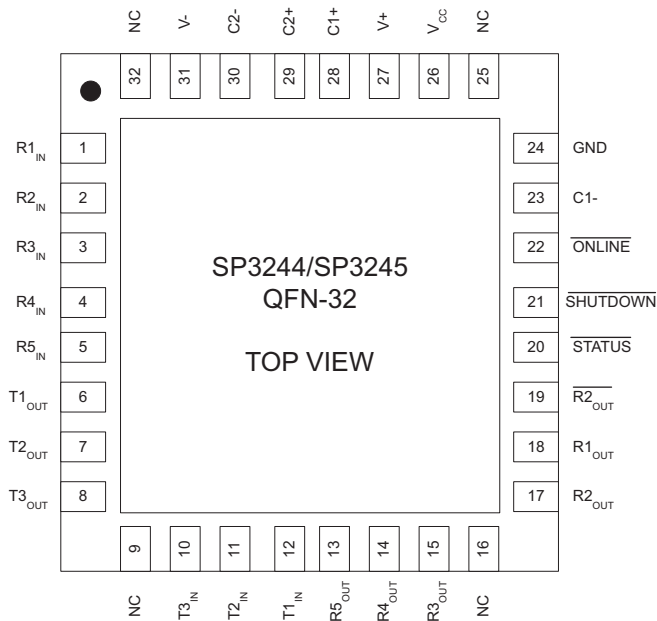 NC
V-
C2-
C2+
C1+
V+
VCC
NC
32
31
30
29
28
27
26
25
R1IN
1
24
GND
R2IN
2
23
C1-
R3IN
3
22
ONLINE
R4IN
4
21
SHUTDOWN
R5IN
5
20
STATUS
T1OUT
6
19
R2OUT
T2OUT
7
18
R1OUT
T3OUT
8
17
R2OUT
SP3244/SP3245
QFN-32
TOP VIEW
9
10
11
12
13
14
15
16
NC
T3IN
T2IN
T1IN
R5OUT
R4OUT
R3OUT
NC